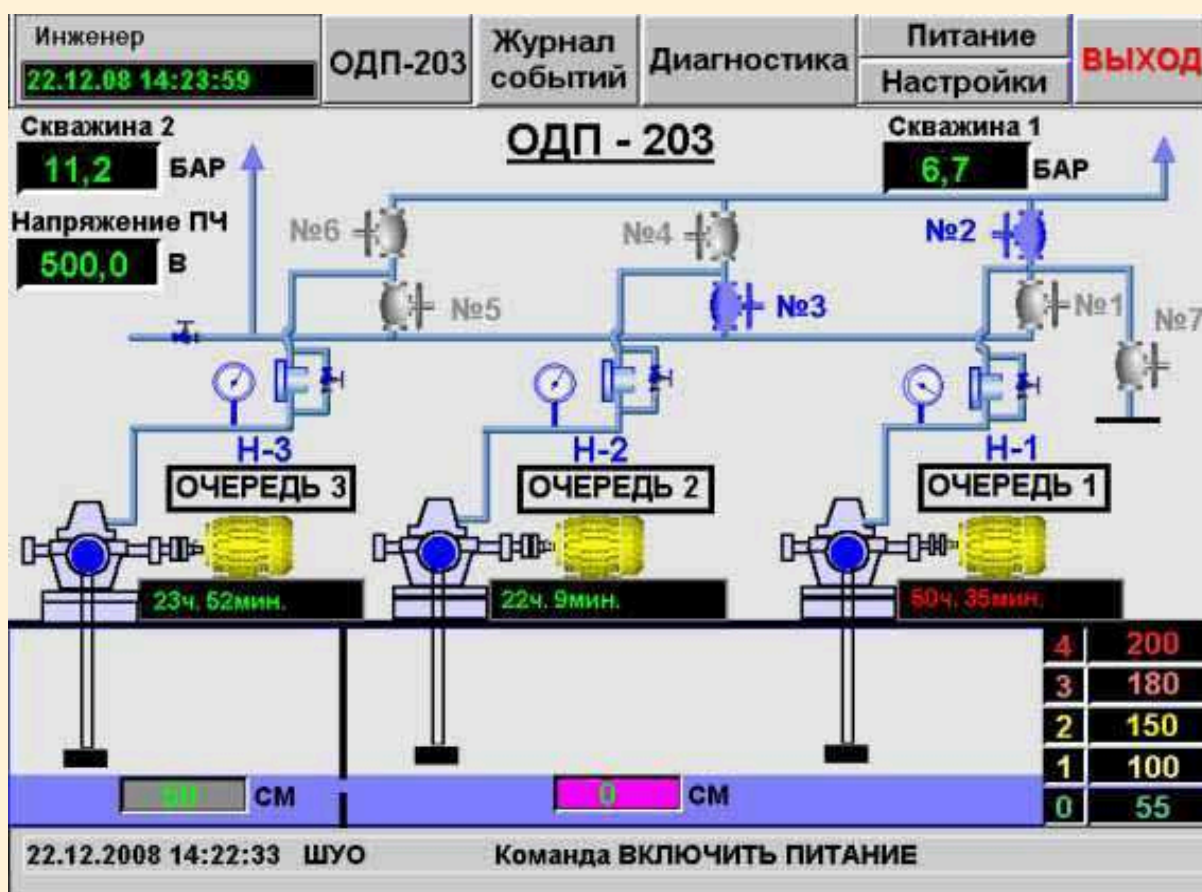 Инженер
22.12.08 14:23:59
ОДП-203
Журнал
событий
Диагностика
Питание
Настройки
ВЫХОД
Скважина 2
11,2 БАР
ОДП - 203
Скважина 1
6,7 БАР
Напряжение ПЧ
500,0 В
№6
№4
№2
№5
№3
№1
№7
Н-3
Н-2
Н-1
ОЧЕРЕДЬ 3
ОЧЕРЕДЬ 2
ОЧЕРЕДЬ 1
23ч. 52мин.
22ч. 9мин.
50ч. 35мин.
4 200
3 180
2 150
1 100
0 55
СМ
0 СМ
22.12.2008 14:22:33 ШУО Команда ВКЛЮЧИТЬ ПИТАНИЕ